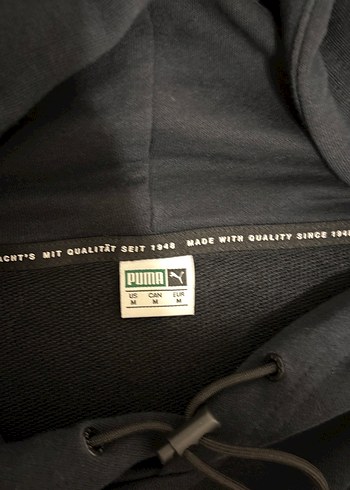 ACHT'S MIT QUALITÄT SEIT 1948 MADE WITH QUALITY SINCE 1948
PUMA
US CAN EUR
M M M